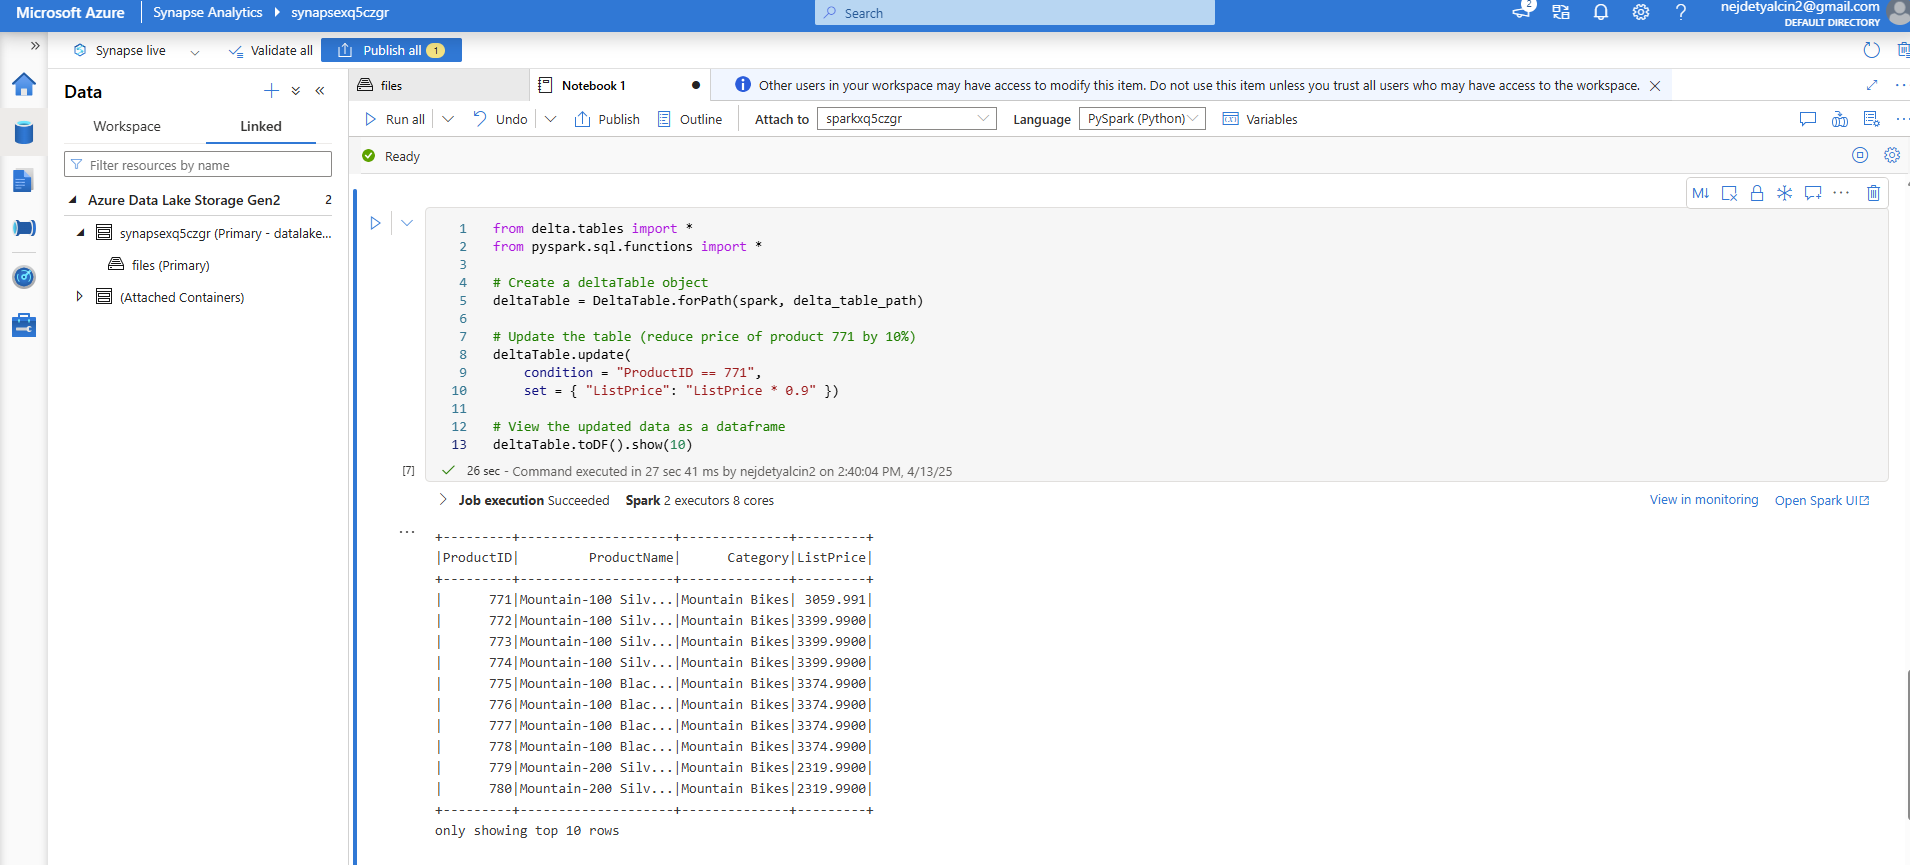 Microsoft Azure
Synapse Analytics
synapsexq5czgr
Search
2
nejdetyalcin2@gmail.com
DEFAULT DIRECTORY
Synapse live
Validate all
Publish all
1
Data
Workspace
Linked
Filter resources by name
Azure Data Lake Storage Gen2
2
synapsexq5czgr (Primary - datalake...
files (Primary)
(Attached Containers)
files
Notebook 1
Other users in your workspace may have access to modify this item. Do not use this item unless you trust all users who may have access to the workspace.
Run all
Undo
Publish
Outline
Attach to
sparkxq5czgr
Language
PySpark (Python)
Variables
Ready
M↓
1 from delta.tables import *
2 from pyspark.sql.functions import *
3
4 # Create a deltaTable object
5 deltaTable = DeltaTable.forPath(spark, delta_table_path)
6
7 # Update the table (reduce price of product 771 by 10%)
8 deltaTable.update(
9     condition = "ProductID == 771",
10     set = { "ListPrice": "ListPrice * 0.9" })
11
12 # View the updated data as a dataframe
13 deltaTable.toDF().show(10)
[7]
26 sec - Command executed in 27 sec 41 ms by nejdetyalcin2 on 2:40:04 PM, 4/13/25
Job execution Succeeded Spark 2 executors 8 cores
View in monitoring
Open Spark UI
+---------+--------------------+--------------+---------+
|ProductID|         ProductName|      Category|ListPrice|
+---------+--------------------+--------------+---------+
|      771|Mountain-100 Silv...|Mountain Bikes| 3059.991|
|      772|Mountain-100 Silv...|Mountain Bikes|3399.9900|
|      773|Mountain-100 Silv...|Mountain Bikes|3399.9900|
|      774|Mountain-100 Silv...|Mountain Bikes|3399.9900|
|      775|Mountain-100 Blac...|Mountain Bikes|3374.9900|
|      776|Mountain-100 Blac...|Mountain Bikes|3374.9900|
|      777|Mountain-100 Blac...|Mountain Bikes|3374.9900|
|      778|Mountain-100 Blac...|Mountain Bikes|3374.9900|
|      779|Mountain-200 Silv...|Mountain Bikes|2319.9900|
|      780|Mountain-200 Silv...|Mountain Bikes|2319.9900|
+---------+--------------------+--------------+---------+
only showing top 10 rows